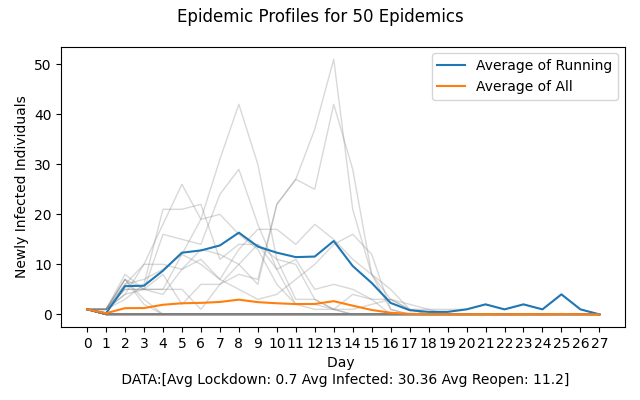 Epidemic Profiles for 50 Epidemics
Average of Running
Average of All
Newly Infected Individuals
50
40
30
20
10
0
0 1 2 3 4 5 6 7 8 9 10 11 12 13 14 15 16 17 18 19 20 21 22 23 24 25 26 27
Day
DATA:[Avg Lockdown: 0.7 Avg Infected: 30.36 Avg Reopen: 11.2]